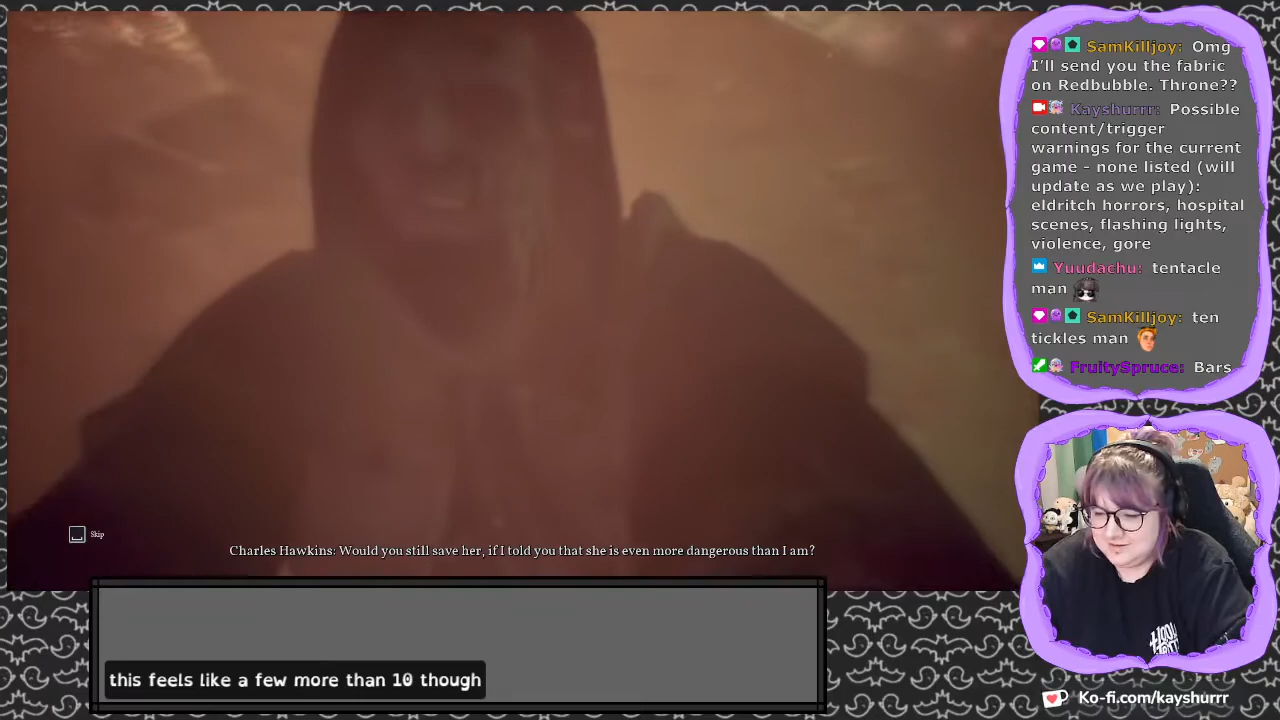 SamKilljoy: Omg
I'll send you the fabric
on Redbubble. Throne??
Kayshurrr: Possible
content/trigger
warnings for the current
game - none listed (will
update as we play):
eldritch horrors, hospital
scenes, flashing lights,
violence, gore
Yuudachu: tentacle
man
SamKilljoy: ten
tickles man
FruitySpruce: Bars
Skip
Charles Hawkins: Would you still save her, if I told you that she is even more dangerous than I am?
this feels like a few more than 10 though
Ko-fi.com/kayshurrr